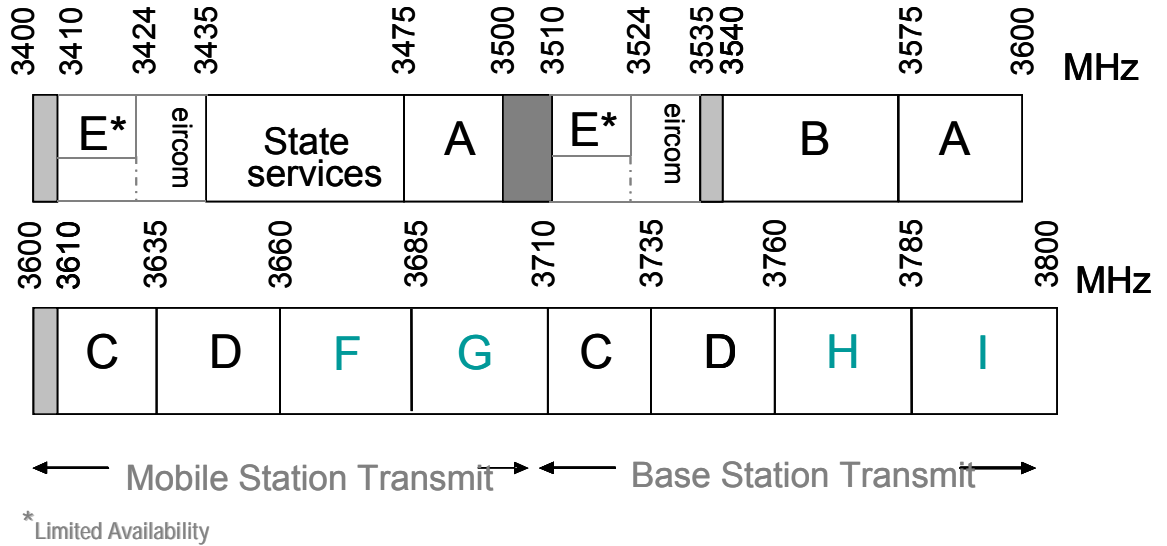 3400 3410 3424 3435 3475 3500 3510 3524 3535 3540 3575 3600 MHz
E* eircom State services A E* eircom B A
3600 3610 3635 3660 3685 3710 3735 3760 3785 3800 MHz
C D F G C D H I
Mobile Station Transmit Base Station Transmit
*Limited Availability